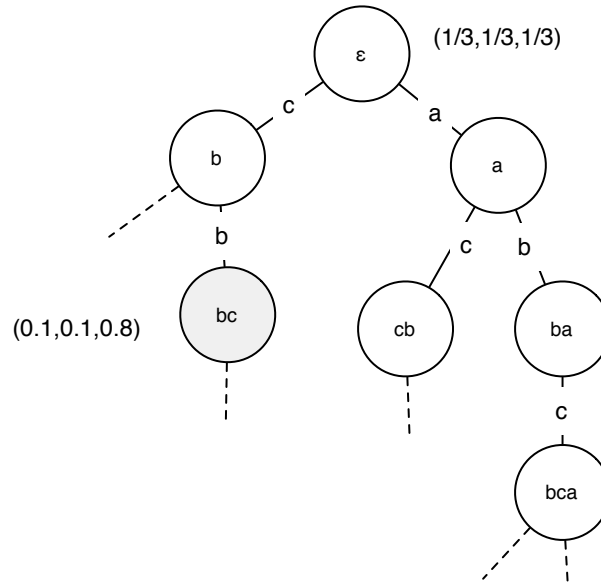 ε
(1/3,1/3,1/3)
c
a
b
a
b
c
b
(0.1,0.1,0.8)
bc
cb
ba
c
bca